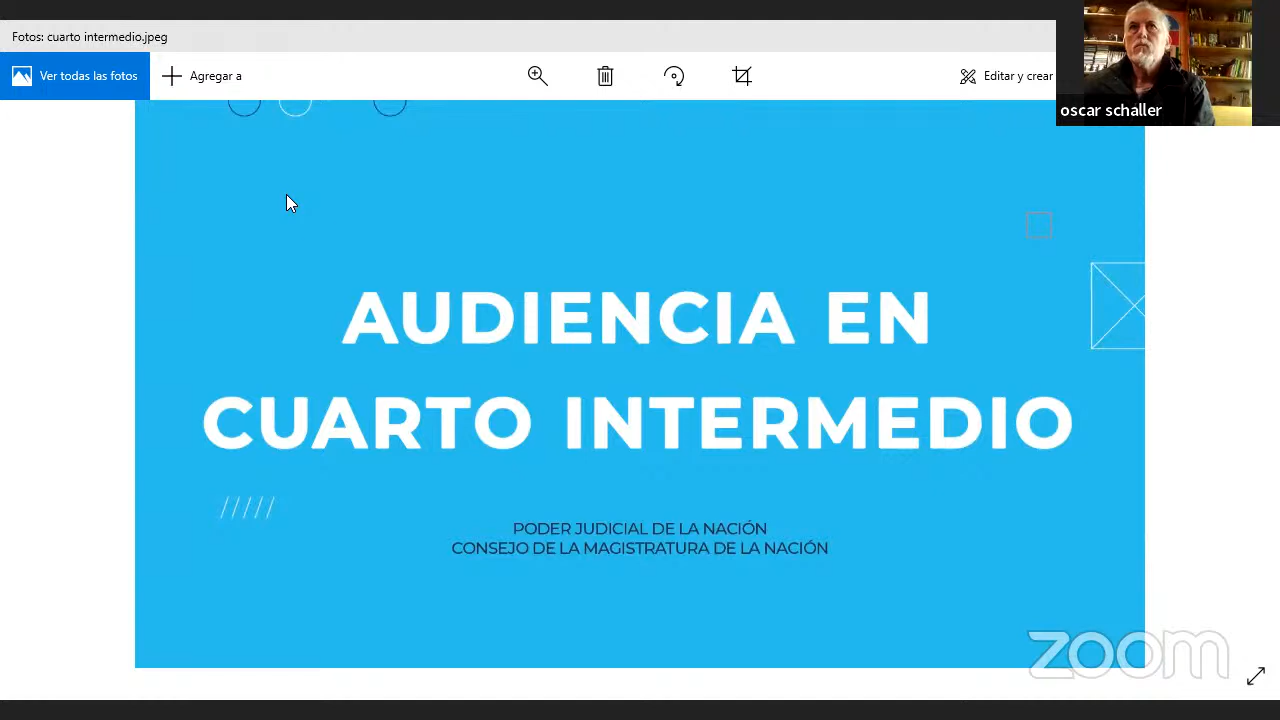 Fotos: cuarto intermedio.jpeg
Ver todas las fotos
Agregar a
Editar y crear
oscar schaller
AUDIENCIA EN
CUARTO INTERMEDIO
/////
PODER JUDICIAL DE LA NACIÓN
CONSEJO DE LA MAGISTRATURA DE LA NACIÓN
zoom